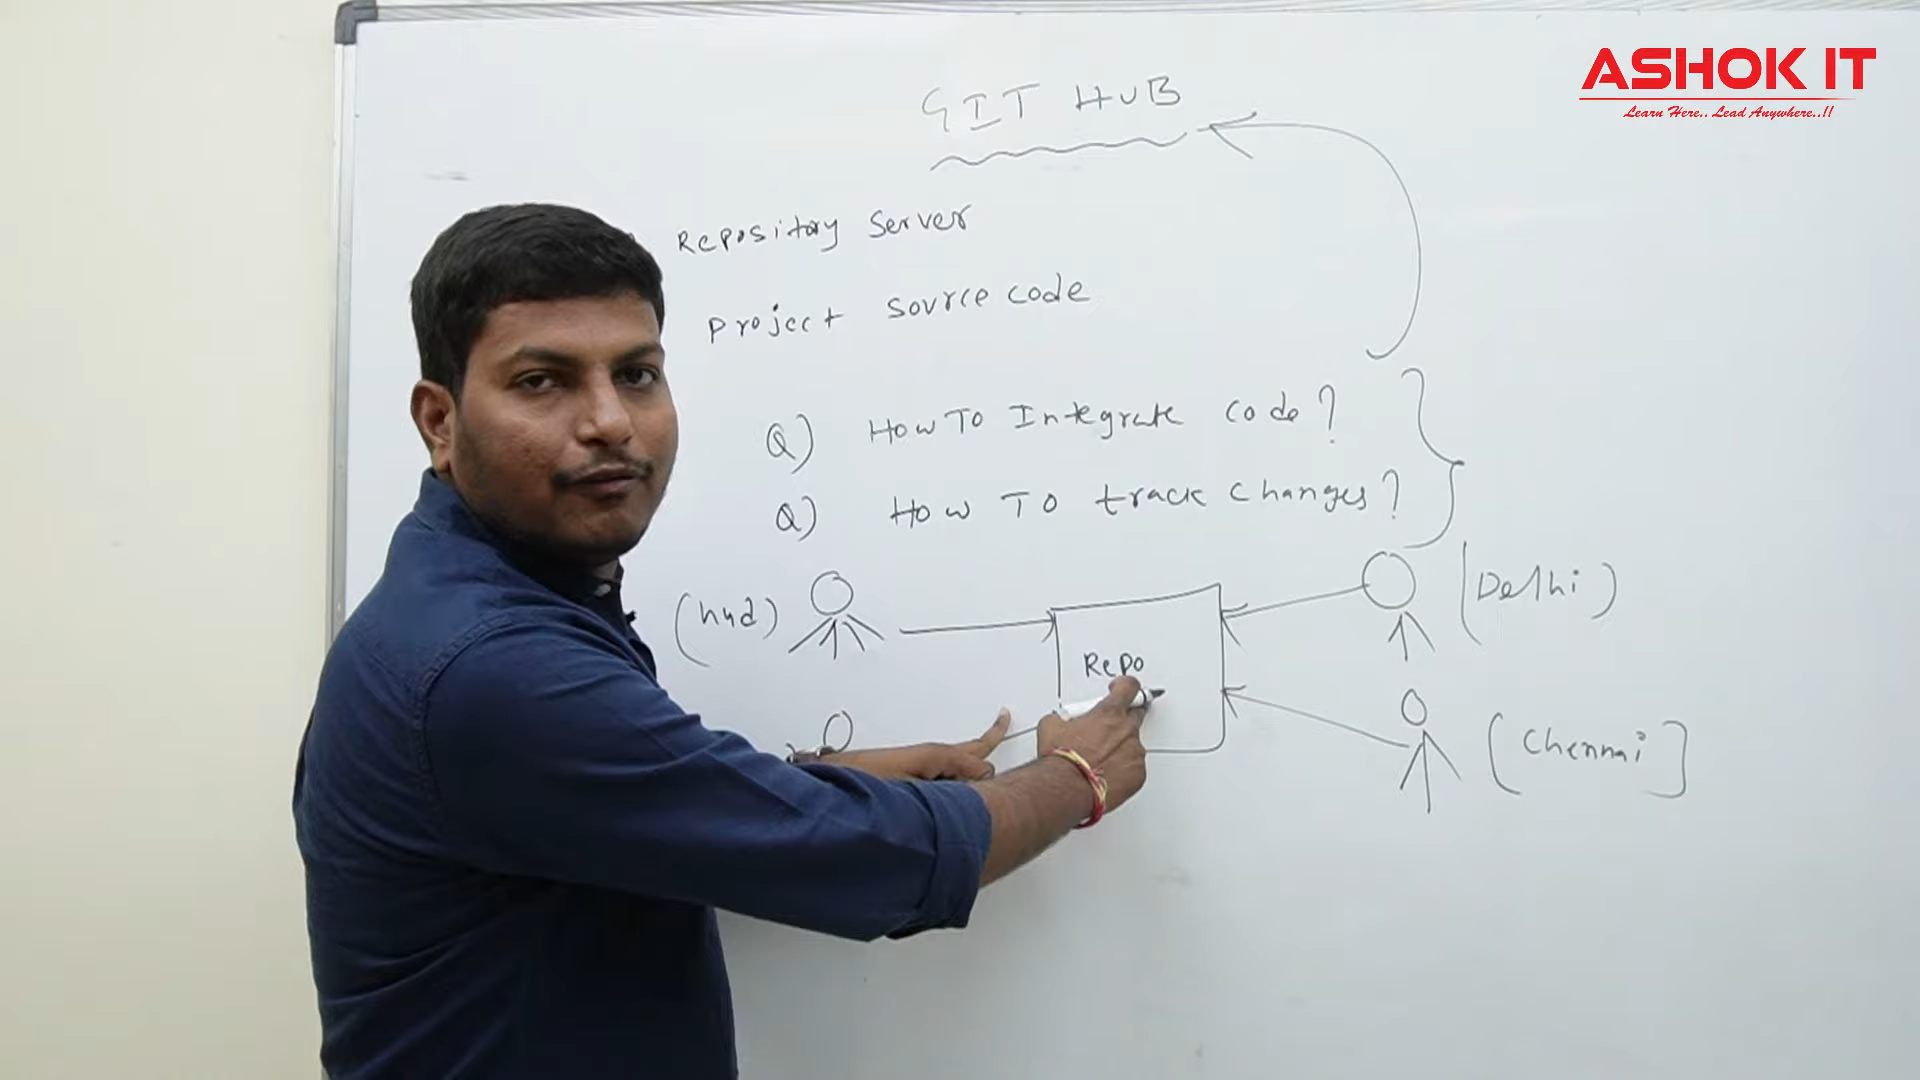 ASHOK IT
Learn Here.. Lead Anywhere..!!
GIT HUB
Repository Server
Project source code
Q) How To Integrate code?
Q) How To track changes?
(hyd)
(Delhi)
Repo
[Chennai]